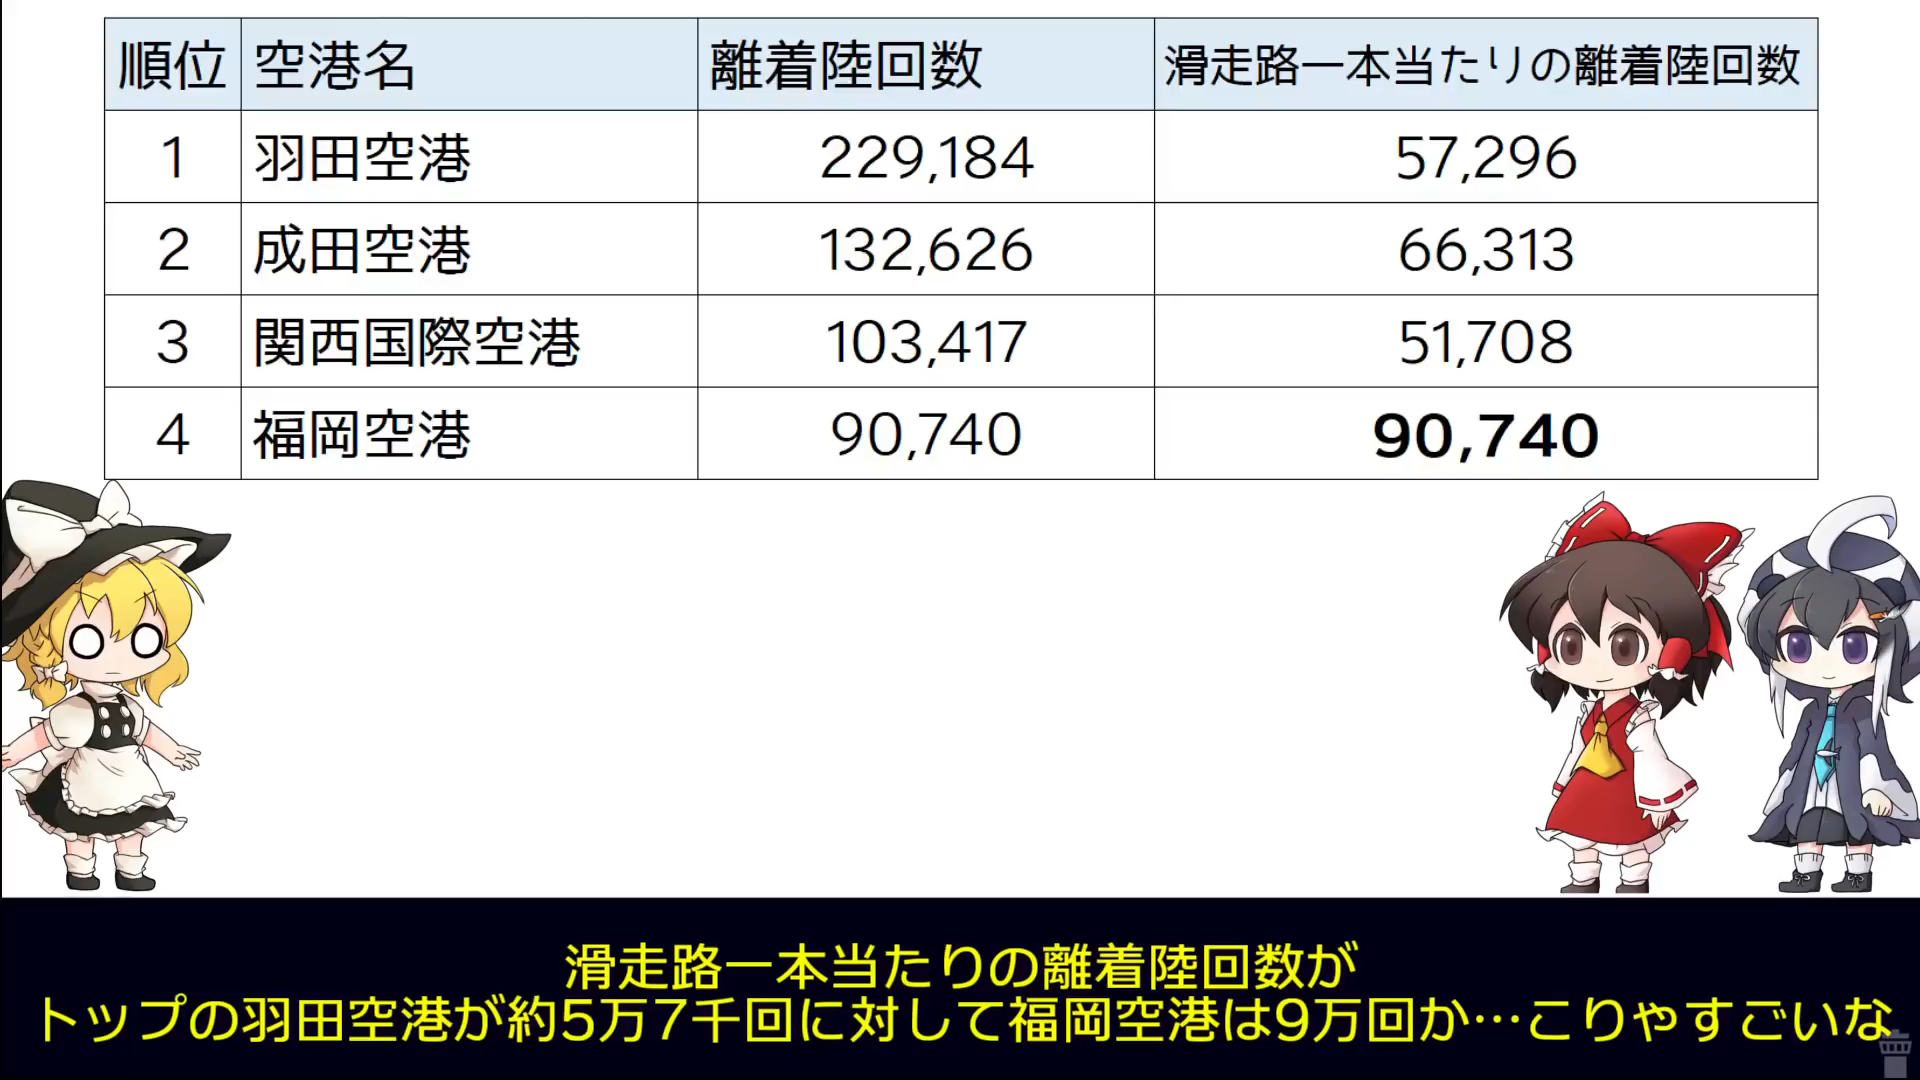 順位 空港名 離着陸回数 滑走路一本当たりの離着陸回数
1 羽田空港 229,184 57,296
2 成田空港 132,626 66,313
3 関西国際空港 103,417 51,708
4 福岡空港 90,740 90,740
滑走路一本当たりの離着陸回数が
トップの羽田空港が約5万7千回に対して福岡空港は9万回か…こりゃすごいな